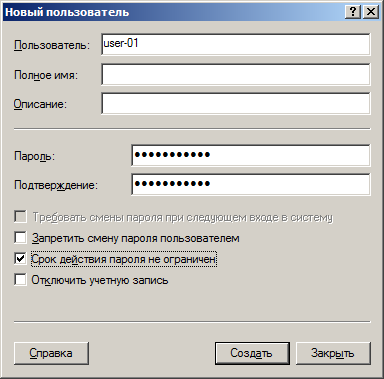 Новый пользователь
Пользователь: user-01
Полное имя:
Описание:
Пароль: ●●●●●●●●●●●
Подтверждение: ●●●●●●●●●●●
Требовать смены пароля при следующем входе в систему
Запретить смену пароля пользователем
Срок действия пароля не ограничен
Отключить учетную запись
Справка Создать Закрыть